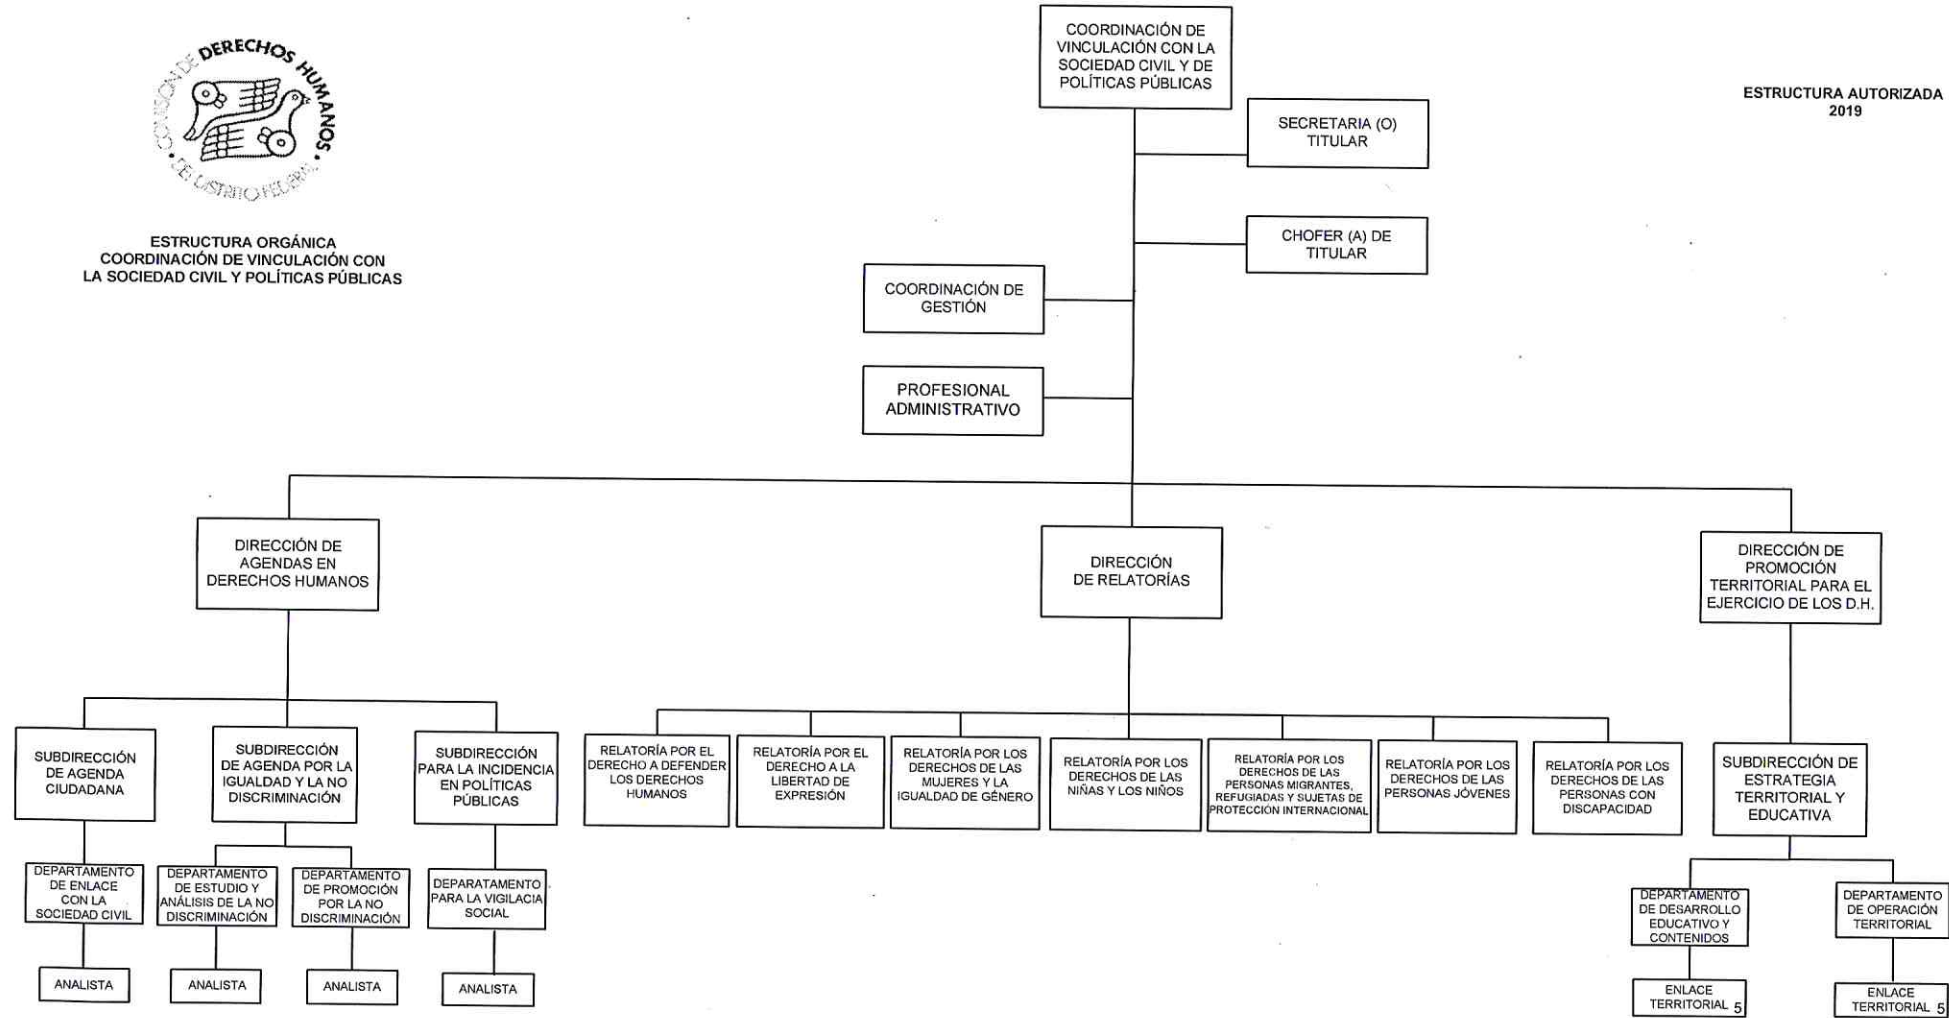 COMISIÓN DE DERECHOS HUMANOS
DEL DISTRITO FEDERAL
ESTRUCTURA ORGÁNICA
COORDINACIÓN DE VINCULACIÓN CON
LA SOCIEDAD CIVIL Y POLÍTICAS PÚBLICAS
ESTRUCTURA AUTORIZADA
2019
COORDINACIÓN DE
VINCULACIÓN CON LA
SOCIEDAD CIVIL Y DE
POLÍTICAS PÚBLICAS
SECRETARIA (O)
TITULAR
CHOFER (A) DE
TITULAR
COORDINACIÓN DE
GESTIÓN
PROFESIONAL
ADMINISTRATIVO
DIRECCIÓN DE
AGENDAS EN
DERECHOS HUMANOS
DIRECCIÓN
DE RELATORÍAS
DIRECCIÓN DE
PROMOCIÓN
TERRITORIAL PARA EL
EJERCICIO DE LOS D.H.
SUBDIRECCIÓN
DE AGENDA
CIUDADANA
SUBDIRECCIÓN
DE AGENDA POR LA
IGUALDAD Y LA NO
DISCRIMINACIÓN
SUBDIRECCIÓN
PARA LA INCIDENCIA
EN POLÍTICAS
PÚBLICAS
RELATORÍA POR EL
DERECHO A DEFENDER
LOS DERECHOS
HUMANOS
RELATORÍA POR EL
DERECHO A LA
LIBERTAD DE
EXPRESIÓN
RELATORÍA POR LOS
DERECHOS DE LAS
MUJERES Y LA
IGUALDAD DE GÉNERO
RELATORÍA POR LOS
DERECHOS DE LAS
NIÑAS Y LOS NIÑOS
RELATORÍA POR LOS
DERECHOS DE LAS
PERSONAS MIGRANTES,
REFUGIADAS Y SUJETAS DE
PROTECCIÓN INTERNACIONAL
RELATORÍA POR LOS
DERECHOS DE LAS
PERSONAS JÓVENES
RELATORÍA POR LOS
DERECHOS DE LAS
PERSONAS CON
DISCAPACIDAD
SUBDIRECCIÓN DE
ESTRATEGIA
TERRITORIAL Y
EDUCATIVA
DEPARTAMENTO
DE ENLACE
CON LA
SOCIEDAD CIVIL
DEPARTAMENTO
DE ESTUDIO Y
ANÁLISIS DE LA NO
DISCRIMINACIÓN
DEPARTAMENTO
DE PROMOCIÓN
POR LA NO
DISCRIMINACIÓN
DEPARATAMENTO
PARA LA VIGILACIA
SOCIAL
DEPARTAMENTO
DE DESARROLLO
EDUCATIVO Y
CONTENIDOS
DEPARTAMENTO
DE OPERACIÓN
TERRITORIAL
ANALISTA
ANALISTA
ANALISTA
ANALISTA
ENLACE
TERRITORIAL 5
ENLACE
TERRITORIAL 5